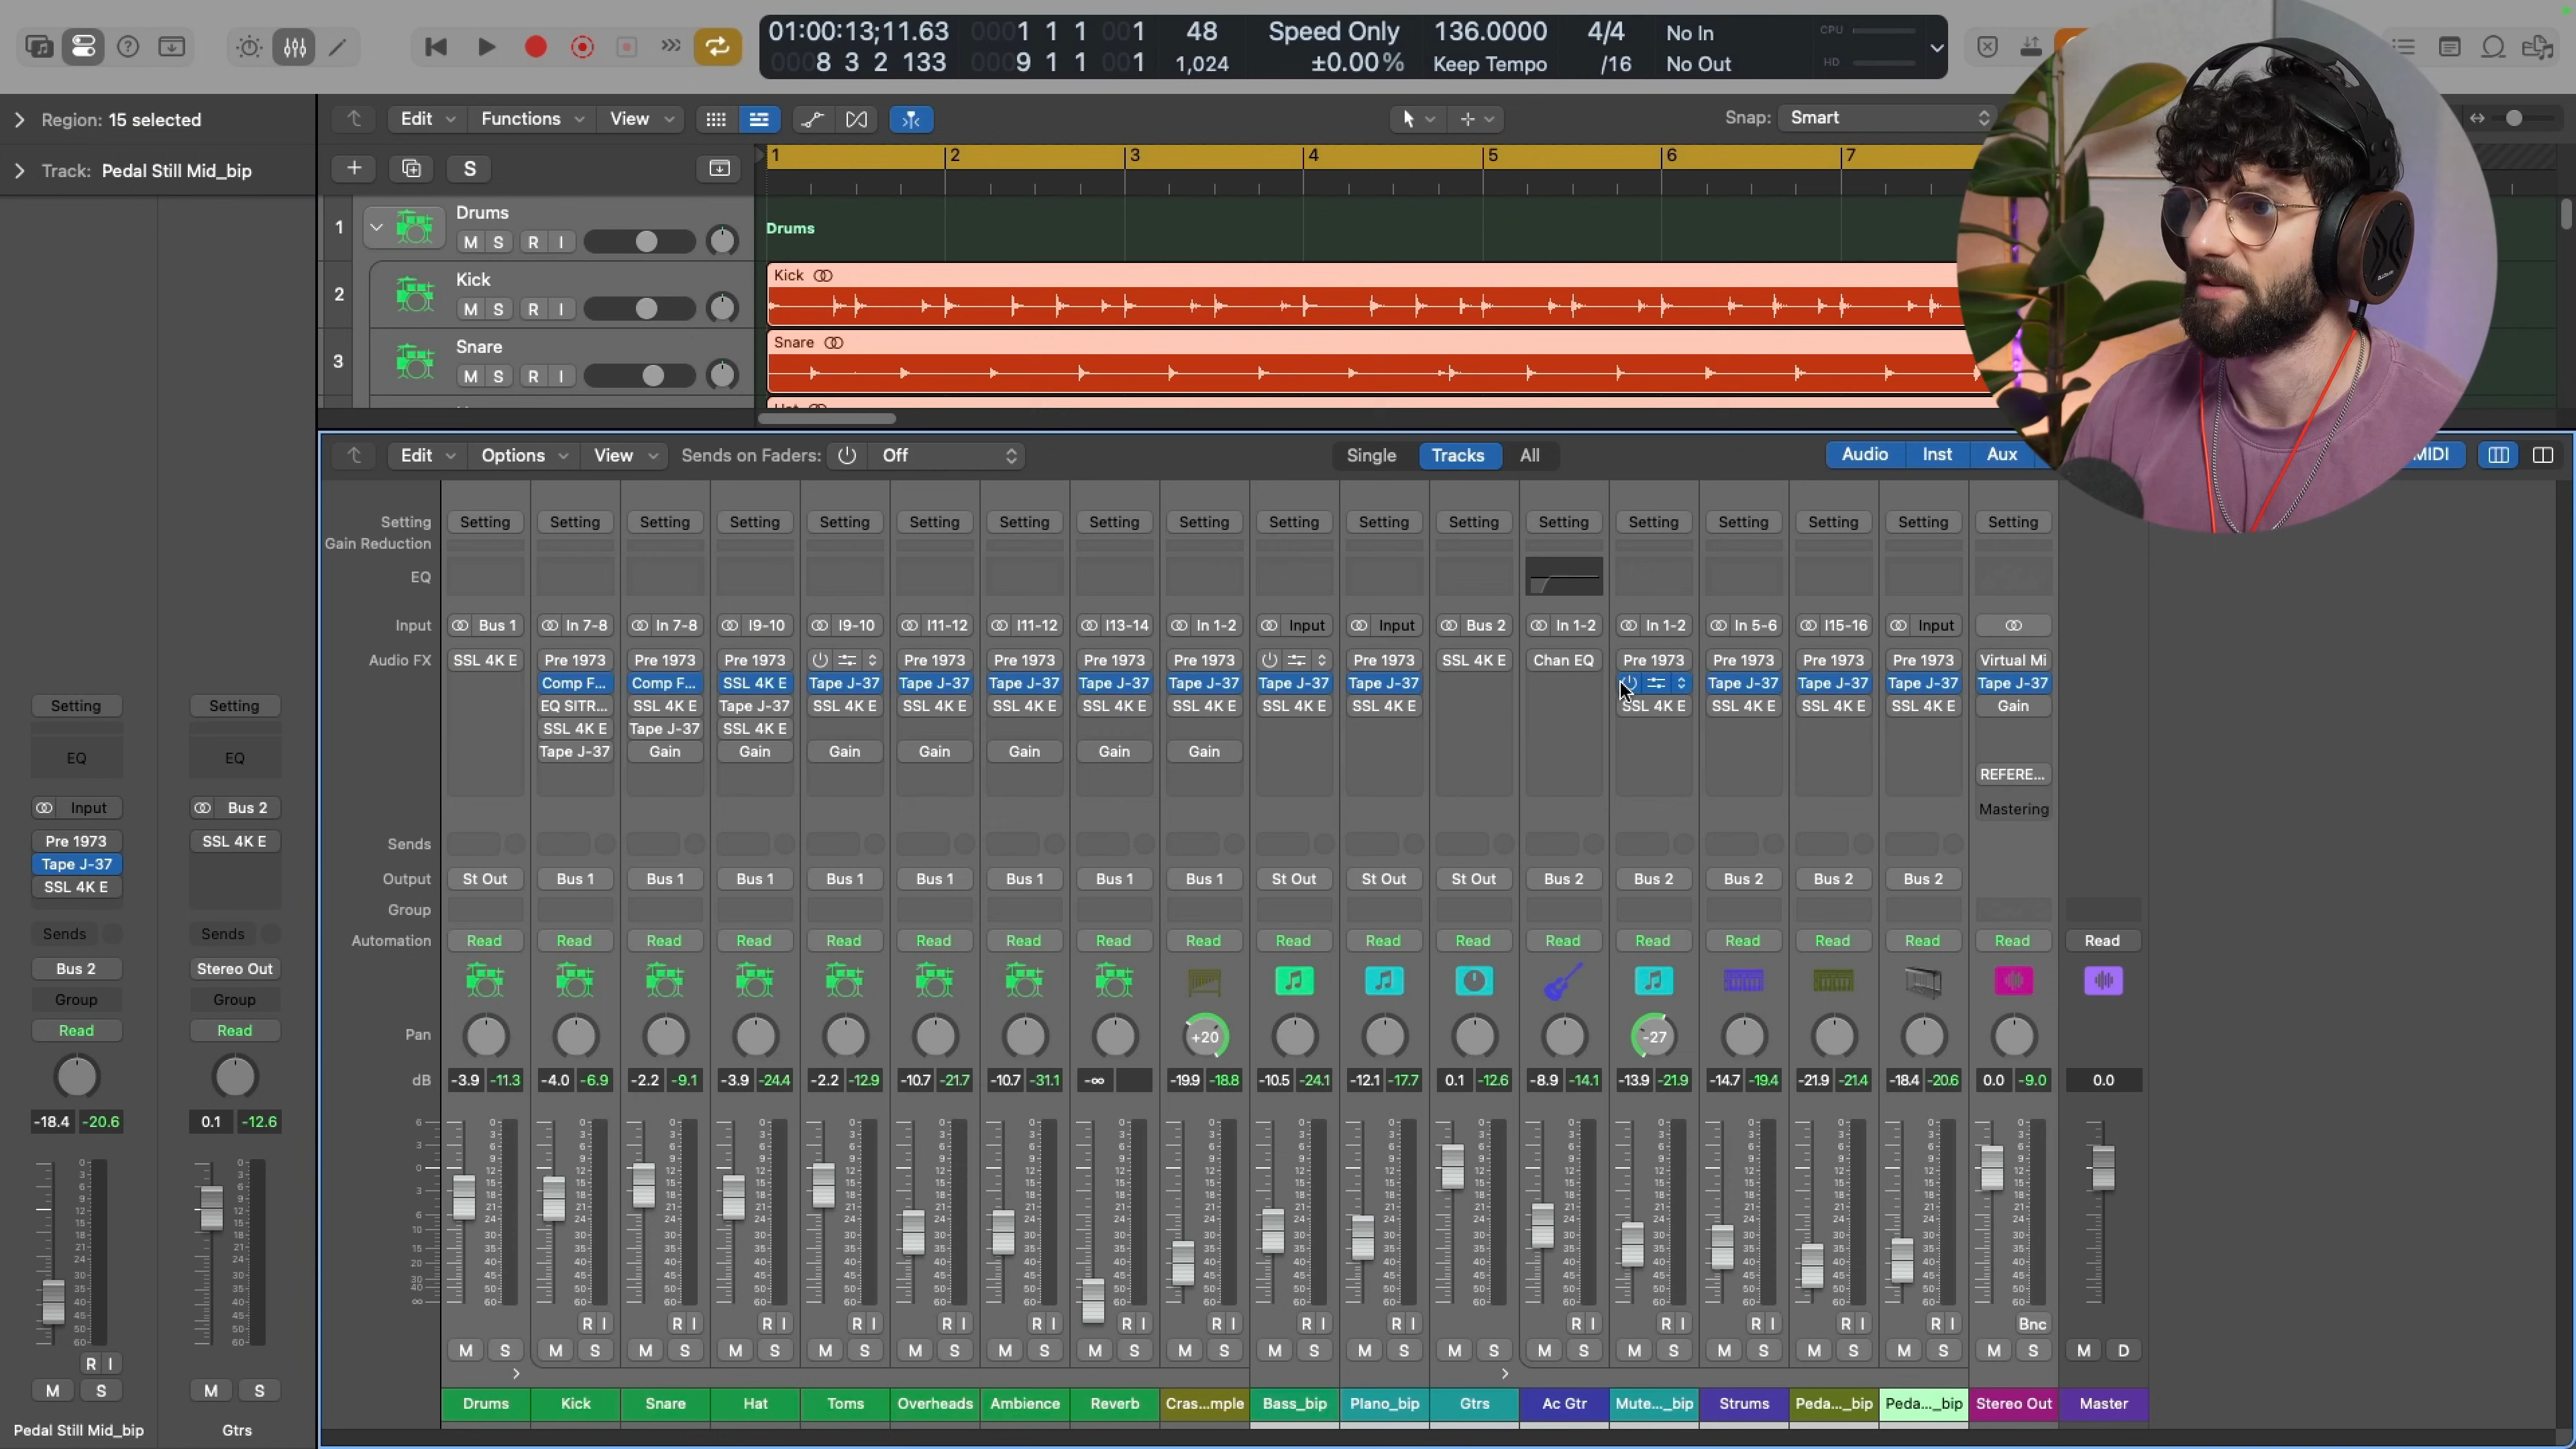 01:00:13;11.63 0001 1 1 001 48 Speed Only 136.0000 4/4 No In CPU
0008 3 2 133 0009 1 1 001 1,024 ±0.00% Keep Tempo /16 No Out HD
Region: 15 selected
Edit Functions View Snap: Smart
Track: Pedal Still Mid_bip
S
1 2 3 4 5 6 7
1 Drums
M S R I
Drums
2 Kick
M S R I
Kick
3 Snare
M S R I
Snare
Edit Options View Sends on Faders: Off Single Tracks All Audio Inst Aux MIDI
Setting Setting Setting Setting Setting Setting Setting Setting Setting Setting Setting Setting Setting Setting Setting Setting Setting Setting Setting
Gain Reduction
EQ
Input Bus 1 In 7-8 In 7-8 I9-10 I9-10 I11-12 I11-12 I13-14 In 1-2 Input Input Bus 2 In 1-2 In 1-2 In 5-6 I15-16 Input
Audio FX SSL 4K E Pre 1973 Pre 1973 Pre 1973 Pre 1973 Pre 1973 Pre 1973 Pre 1973 Pre 1973 SSL 4K E Chan EQ Pre 1973 Pre 1973 Pre 1973 Pre 1973 Virtual Mi
Comp F... Comp F... SSL 4K E Tape J-37 Tape J-37 Tape J-37 Tape J-37 Tape J-37 Tape J-37 Tape J-37 Tape J-37 Tape J-37 Tape J-37 Tape J-37
EQ SITR... SSL 4K E Tape J-37 SSL 4K E SSL 4K E SSL 4K E SSL 4K E SSL 4K E SSL 4K E SSL 4K E SSL 4K E SSL 4K E SSL 4K E SSL 4K E Gain
SSL 4K E Tape J-37 SSL 4K E
Tape J-37 Gain Gain Gain Gain Gain Gain Gain
REFERE...
Mastering
Sends
Output St Out Bus 1 Bus 1 Bus 1 Bus 1 Bus 1 Bus 1 Bus 1 Bus 1 St Out St Out St Out Bus 2 Bus 2 Bus 2 Bus 2 Bus 2
Group
Automation Read Read Read Read Read Read Read Read Read Read Read Read Read Read Read Read Read Read Read
Pan +20 -27
dB -3.9 -11.3 -4.0 -6.9 -2.2 -9.1 -3.9 -24.4 -2.2 -12.9 -10.7 -21.7 -10.7 -31.1 -∞ -19.9 -18.8 -10.5 -24.1 -12.1 -17.7 0.1 -12.6 -8.9 -14.1 -13.9 -21.9 -14.7 -19.4 -21.9 -21.4 -18.4 -20.6 0.0 -9.0 0.0
R I R I R I R I R I R I R I R I R I R I R I R I R I R I R I Bnc
M S M S M S M S M S M S M S M S M S M S M S M S M S M S M S M S M S M S M D
Drums Kick Snare Hat Toms Overheads Ambience Reverb Cras...mple Bass_bip PIano_bip Gtrs Ac Gtr Mute..._bip Strums Peda..._bip Peda..._bip Stereo Out Master
Setting Setting
EQ EQ
Input Bus 2
Pre 1973 SSL 4K E
Tape J-37
SSL 4K E
Sends Sends
Bus 2 Stereo Out
Group Group
Read Read
-18.4 -20.6 0.1 -12.6
R I
M S M S
Pedal Still Mid_bip Gtrs